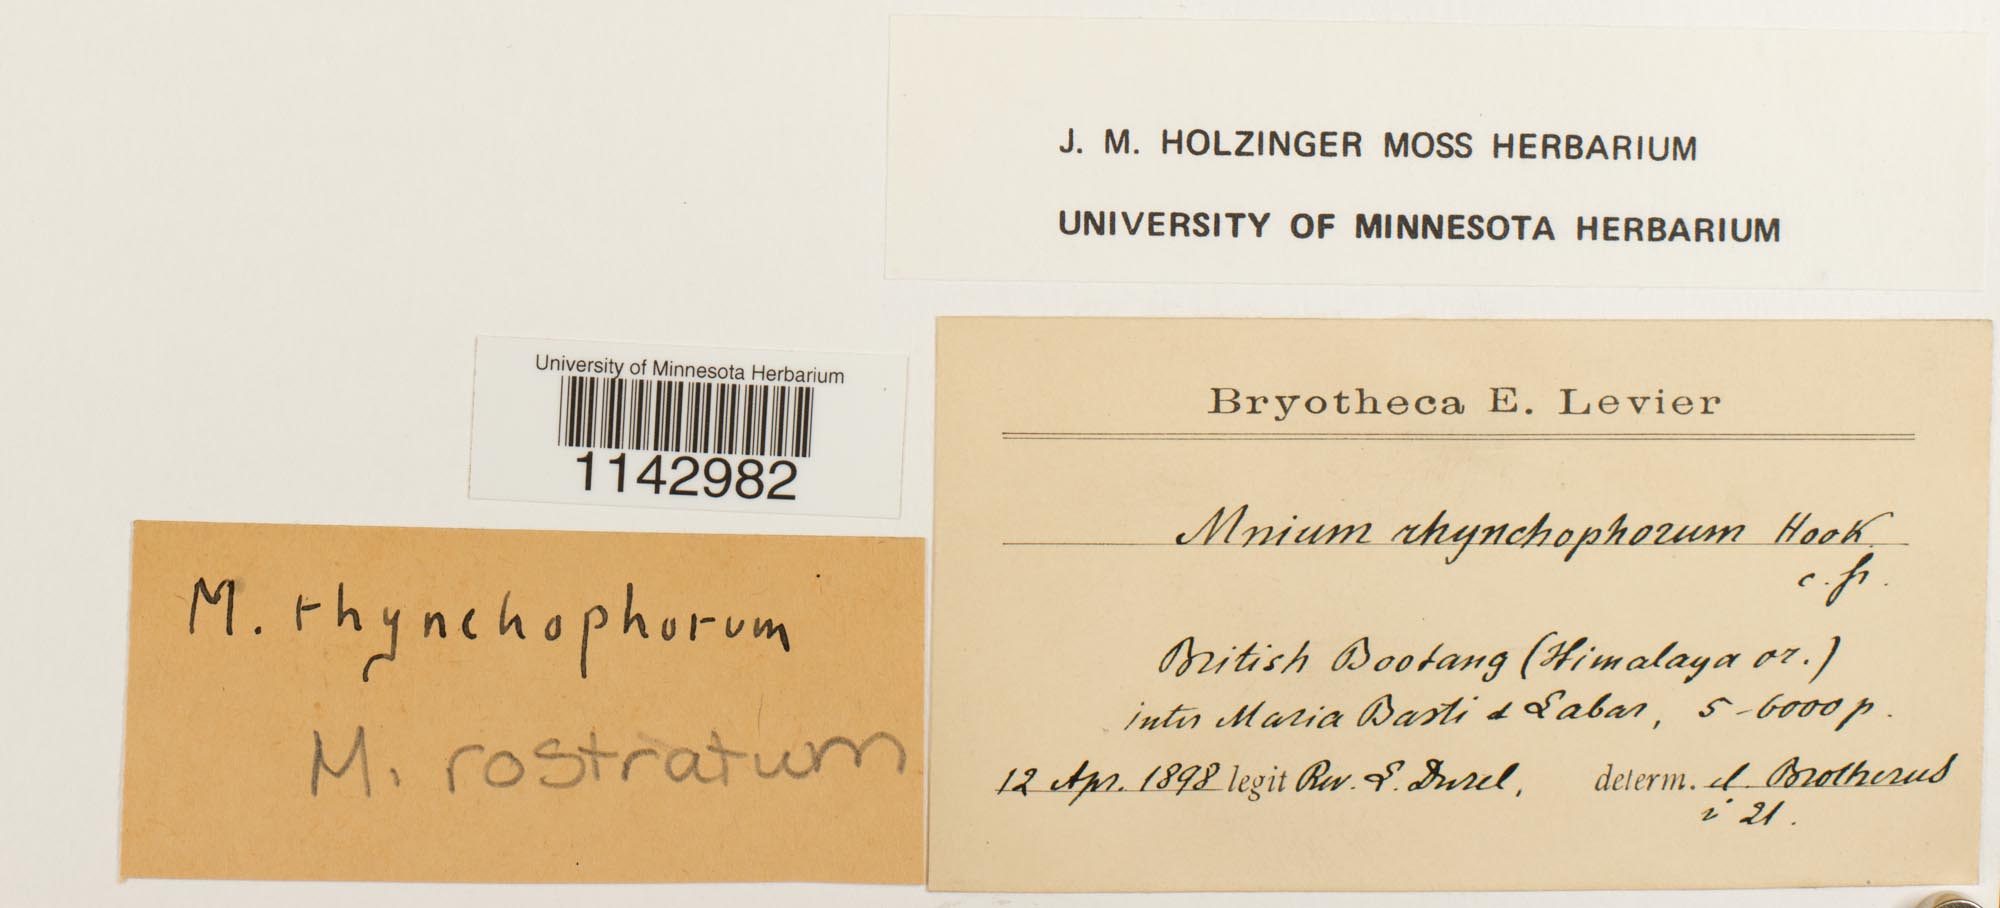 J. M. HOLZINGER MOSS HERBARIUM
UNIVERSITY OF MINNESOTA HERBARIUM
University of Minnesota Herbarium
1142982
Bryotheca E. Levier
Mnium rhynchophorum Hook.
c. fr.
British Bootang (Himalaya or.)
inter Maria Basti & Labar, 5-6000 p.
12 Apr. 1898 legit Rev. L. Durel, determ. cl. Brotherus
i 21.
M. rhynchophorum
M. rostratum